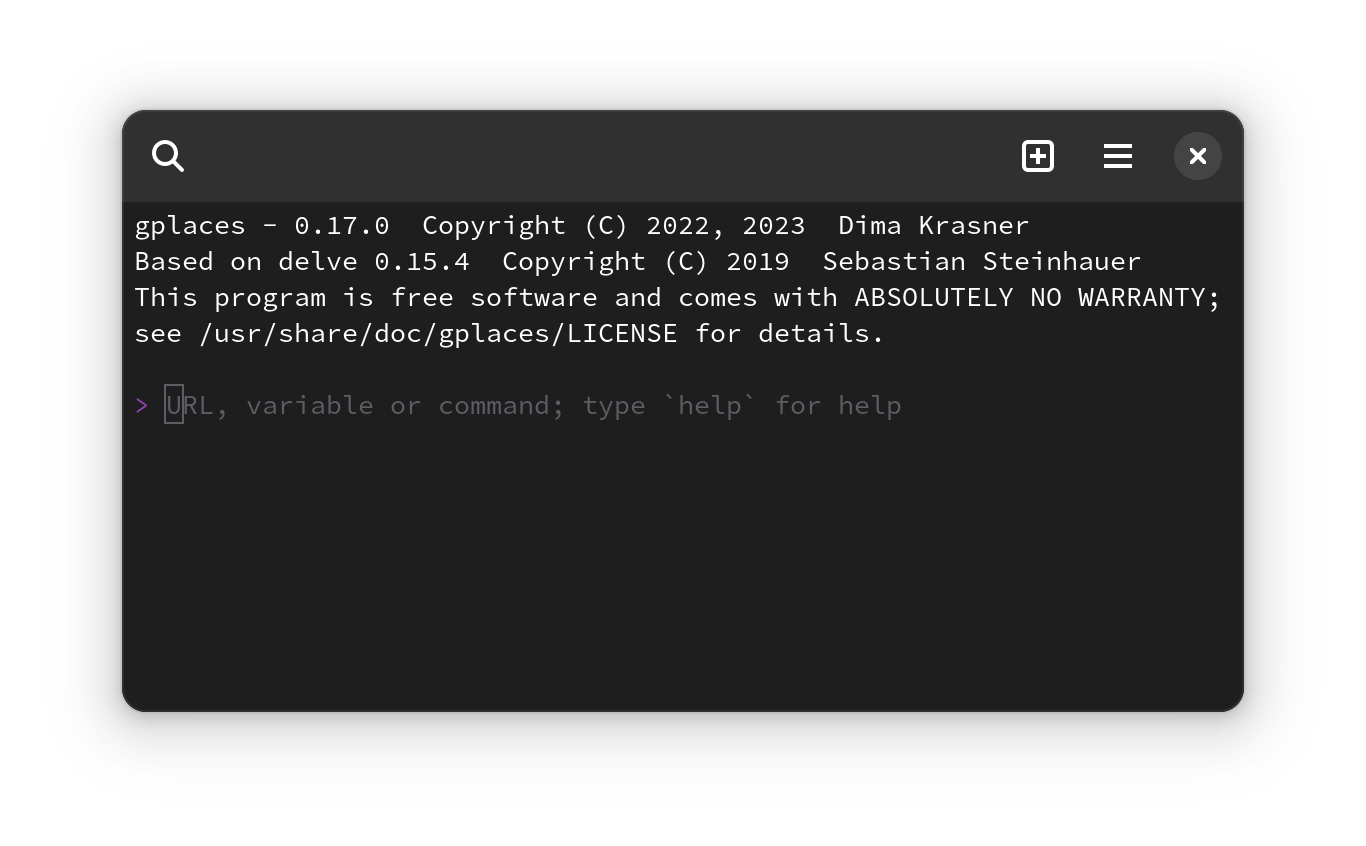 gplaces - 0.17.0  Copyright (C) 2022, 2023  Dima Krasner
Based on delve 0.15.4  Copyright (C) 2019  Sebastian Steinhauer
This program is free software and comes with ABSOLUTELY NO WARRANTY;
see /usr/share/doc/gplaces/LICENSE for details.
> URL, variable or command; type `help` for help